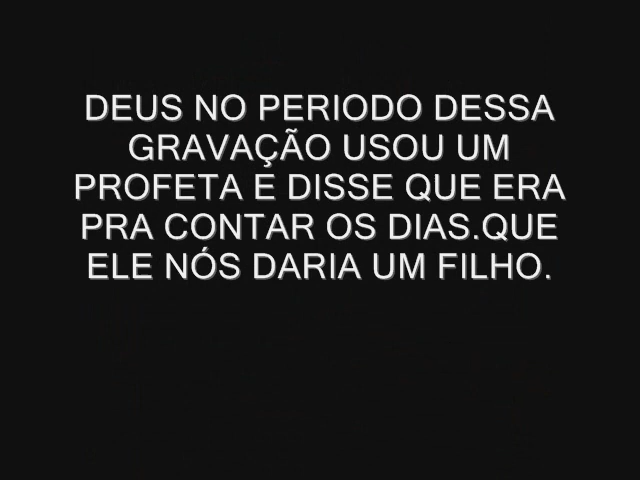 DEUS NO PERIODO DESSA
GRAVAÇÃO USOU UM
PROFETA E DISSE QUE ERA
PRA CONTAR OS DIAS.QUE
ELE NÓS DARIA UM FILHO.